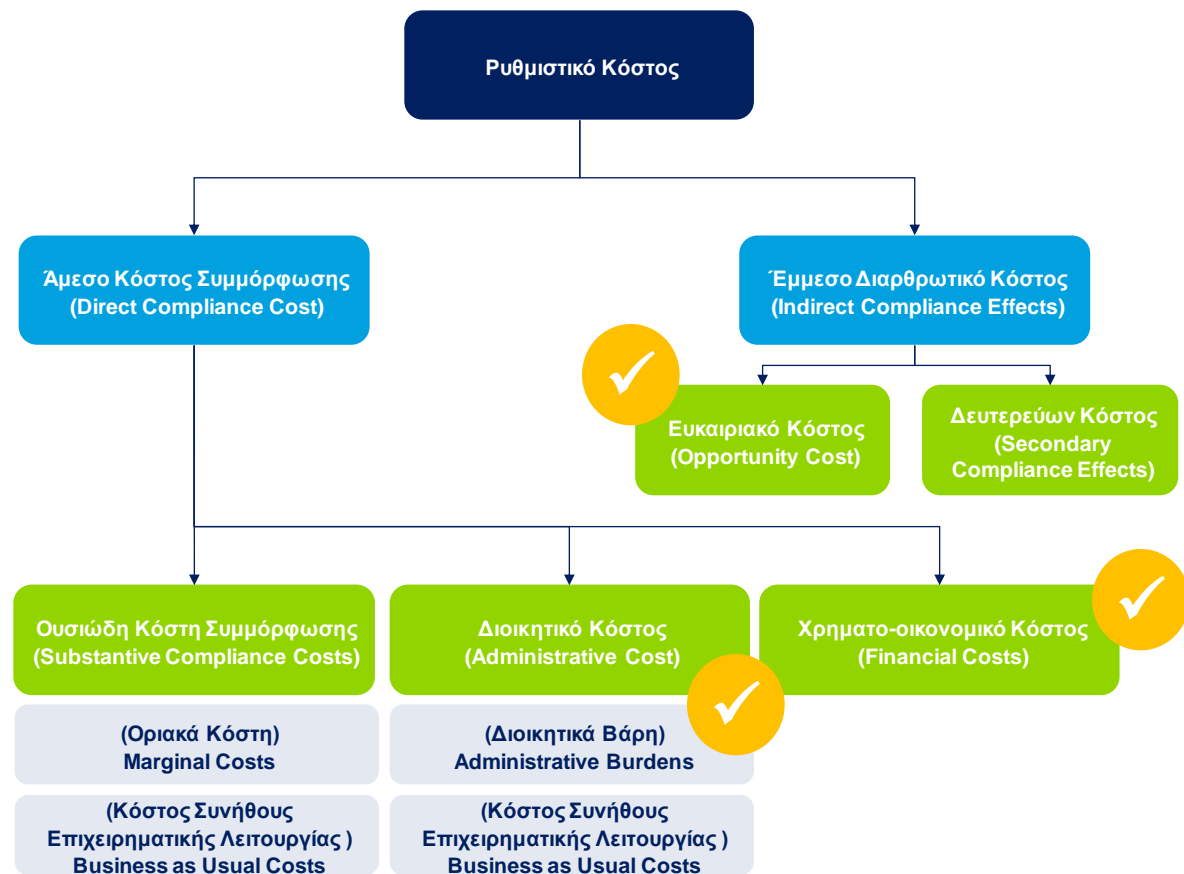 Ρυθμιστικό Κόστος
Άμεσο Κόστος Συμμόρφωσης
(Direct Compliance Cost)
Έμμεσο Διαρθρωτικό Κόστος
(Indirect Compliance Effects)
Ευκαιριακό Κόστος
(Opportunity Cost)
Δευτερεύων Κόστος
(Secondary
Compliance Effects)
Ουσιώδη Κόστη Συμμόρφωσης
(Substantive Compliance Costs)
Διοικητικό Κόστος
(Administrative Cost)
Χρηματο-οικονομικό Κόστος
(Financial Costs)
(Οριακά Κόστη)
Marginal Costs
(Διοικητικά Βάρη)
Administrative Burdens
(Κόστος Συνήθους
Επιχειρηματικής Λειτουργίας )
Business as Usual Costs
(Κόστος Συνήθους
Επιχειρηματικής Λειτουργίας )
Business as Usual Costs